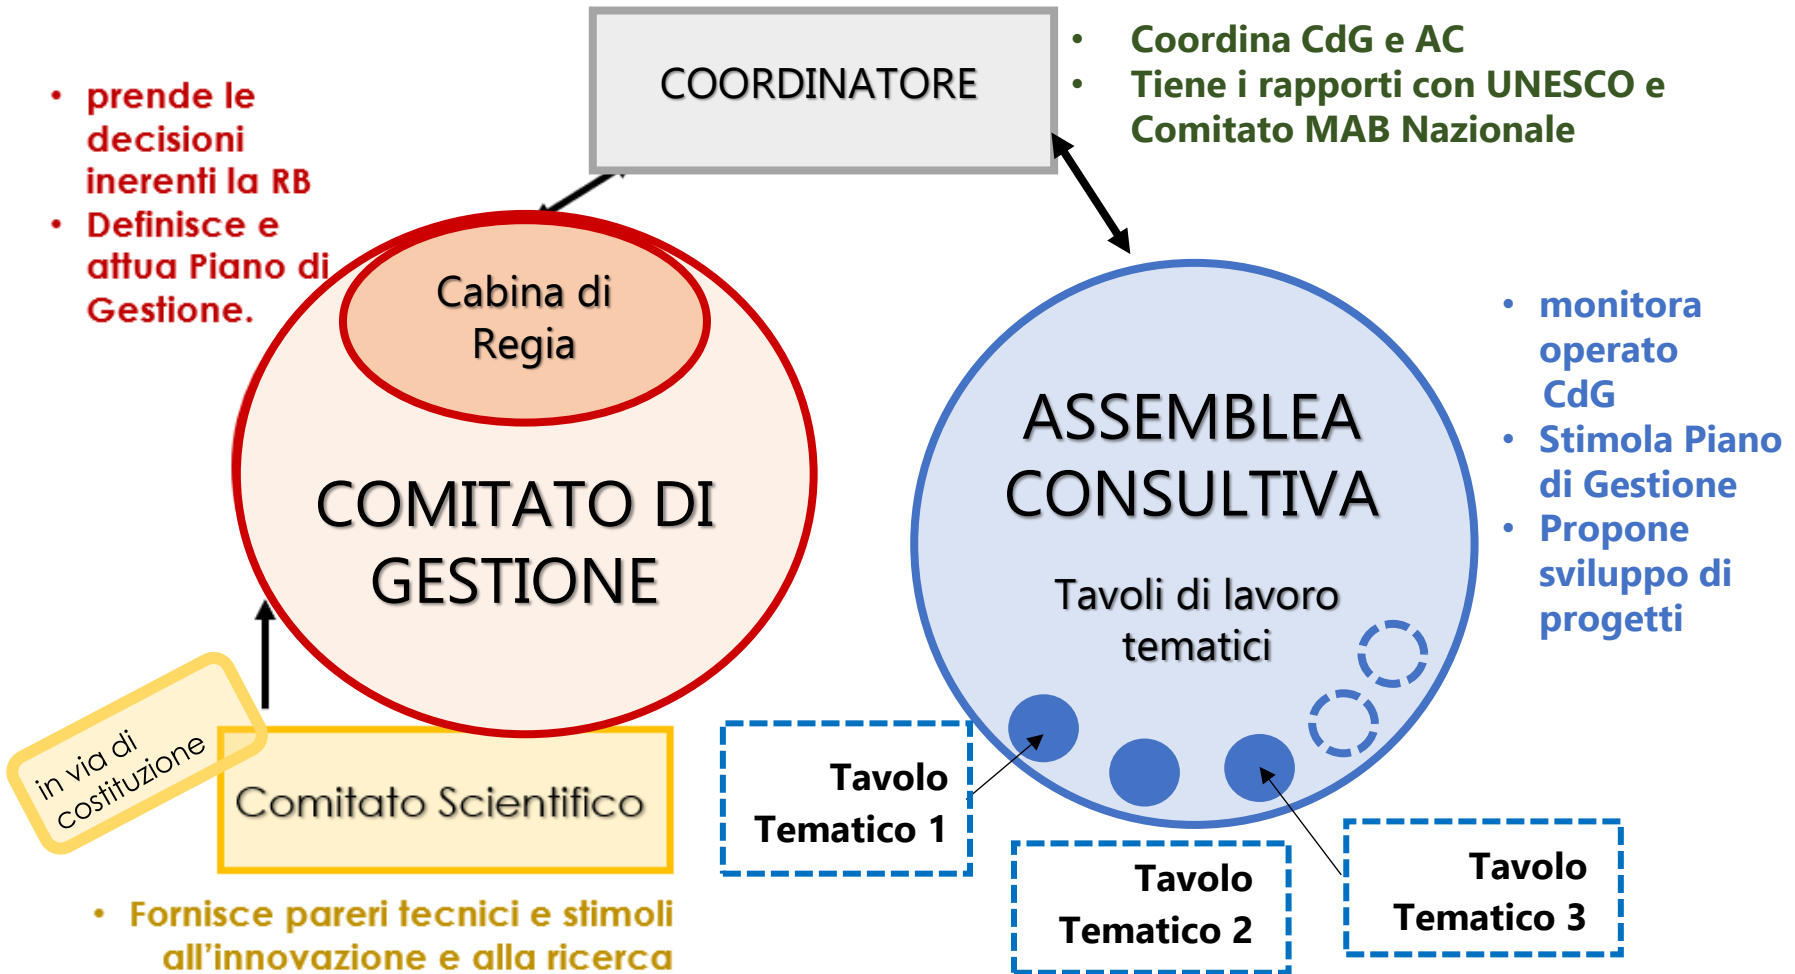 COORDINATORE
• Coordina CdG e AC
• Tiene i rapporti con UNESCO e
Comitato MAB Nazionale
• prende le
decisioni
inerenti la RB
• Definisce e
attua Piano di
Gestione.
Cabina di
Regia
COMITATO DI
GESTIONE
ASSEMBLEA
CONSULTIVA
Tavoli di lavoro
tematici
• monitora
operato
CdG
• Stimola Piano
di Gestione
• Propone
sviluppo di
progetti
in via di
costituzione
Comitato Scientifico
• Fornisce pareri tecnici e stimoli
all'innovazione e alla ricerca
Tavolo
Tematico 1
Tavolo
Tematico 2
Tavolo
Tematico 3